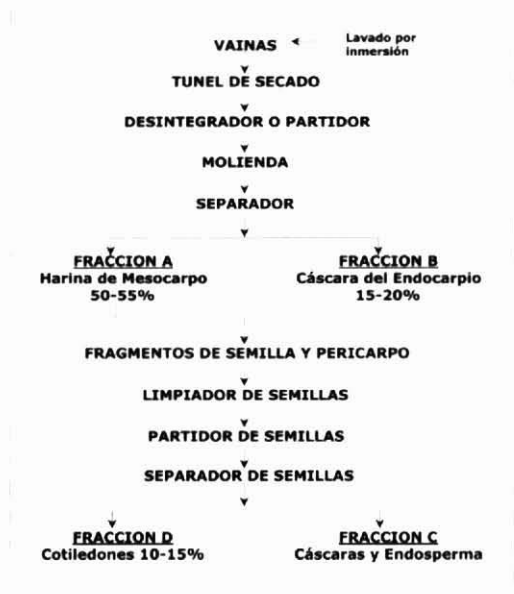 VAINAS
Lavado por
inmersión
TUNEL DE SECADO
DESINTEGRADOR O PARTIDOR
MOLIENDA
SEPARADOR
FRACCION A
Harina de Mesocarpo
50-55%
FRACCION B
Cáscara del Endocarpio
15-20%
FRAGMENTOS DE SEMILLA Y PERICARPO
LIMPIADOR DE SEMILLAS
PARTIDOR DE SEMILLAS
SEPARADOR DE SEMILLAS
FRACCION D
Cotiledones 10-15%
FRACCION C
Cáscaras y Endosperma